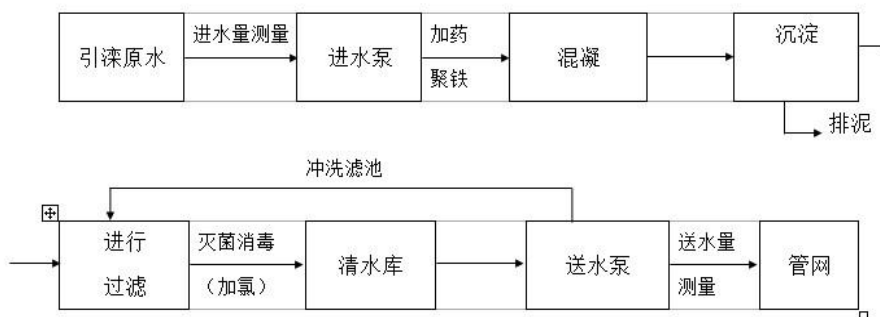 引滦原水
进水量测量
进水泵
加药
聚铁
混凝
沉淀
排泥
冲洗滤池
进行
过滤
灭菌消毒
（加氯）
清水库
送水泵
送水量
测量
管网